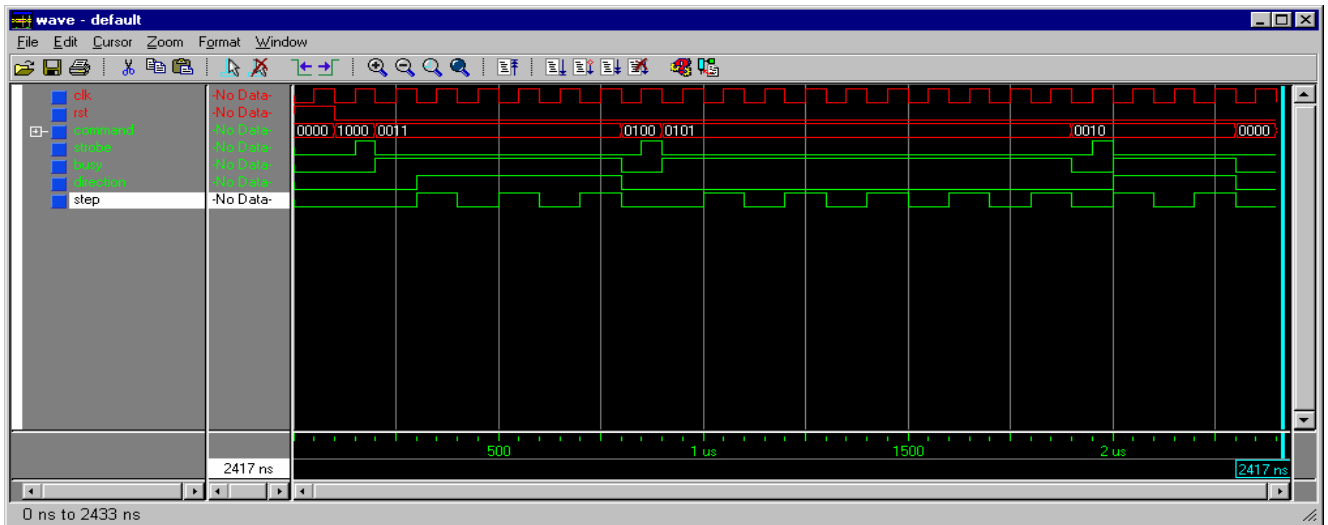 wave - default
File Edit Cursor Zoom Format Window
clk -No Data-
rst -No Data-
command -No Data- 0000 1000 0011 0100 0101 0010 0000
strobe -No Data-
busy -No Data-
direction -No Data-
step -No Data-
500 1 us 1500 2 us
2417 ns 2417 ns
0 ns to 2433 ns